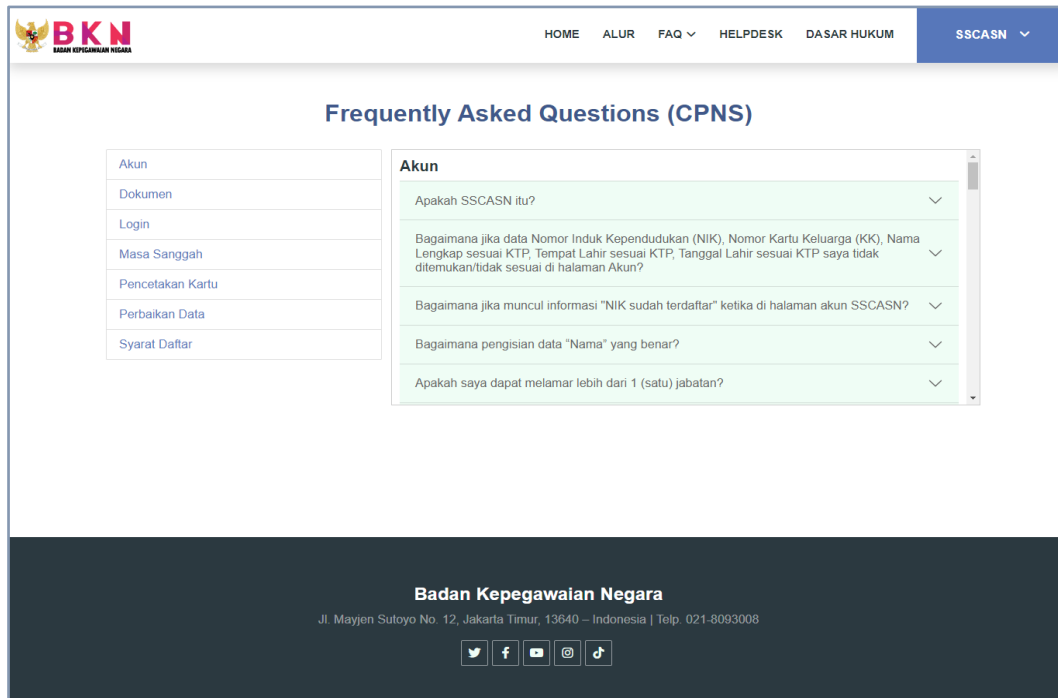 BKN
BADAN KEPEGAWAIAN NEGARA
HOME ALUR FAQ HELPDESK DASAR HUKUM SSCASN
Frequently Asked Questions (CPNS)
Akun
Dokumen
Login
Masa Sanggah
Pencetakan Kartu
Perbaikan Data
Syarat Daftar
Akun
Apakah SSCASN itu?
Bagaimana jika data Nomor Induk Kependudukan (NIK), Nomor Kartu Keluarga (KK), Nama
Lengkap sesuai KTP, Tempat Lahir sesuai KTP, Tanggal Lahir sesuai KTP saya tidak
ditemukan/tidak sesuai di halaman Akun?
Bagaimana jika muncul informasi "NIK sudah terdaftar" ketika di halaman akun SSCASN?
Bagaimana pengisian data “Nama” yang benar?
Apakah saya dapat melamar lebih dari 1 (satu) jabatan?
Badan Kepegawaian Negara
Jl. Mayjen Sutoyo No. 12, Jakarta Timur, 13640 – Indonesia | Telp. 021-8093008